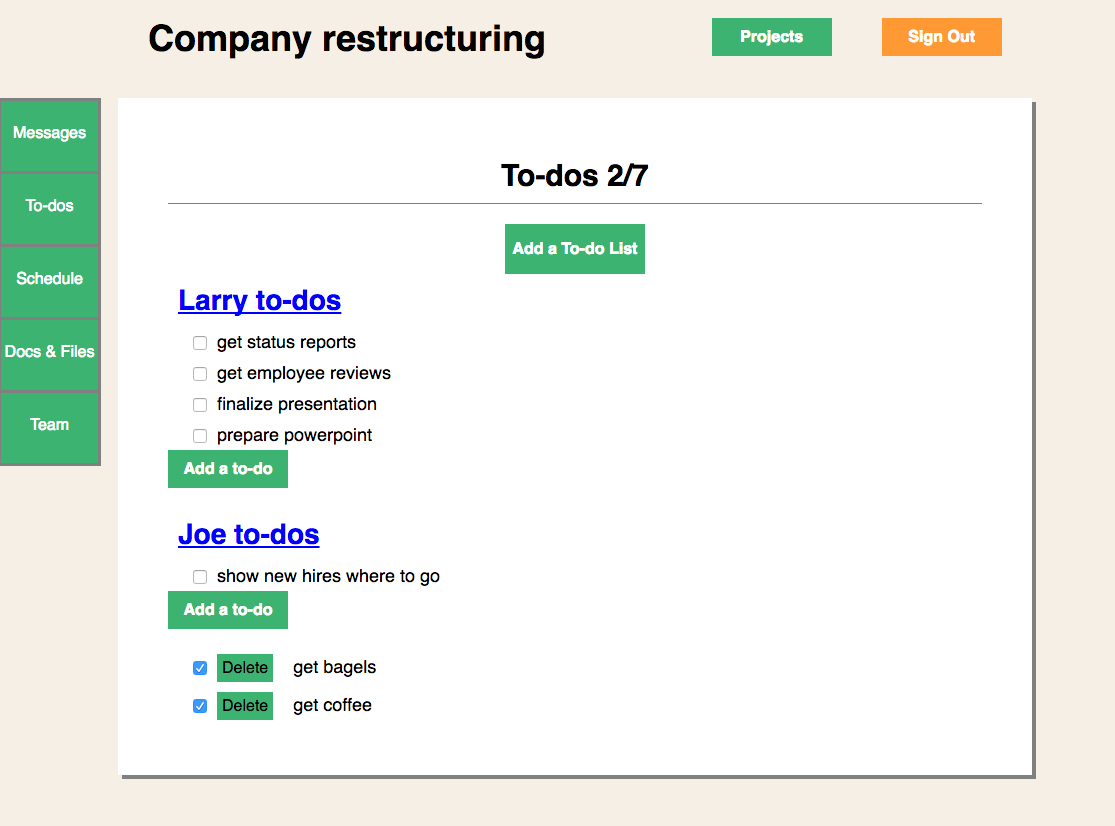 Company restructuring
Projects
Sign Out
Messages
To-dos
Schedule
Docs & Files
Team
To-dos 2/7
Add a To-do List
Larry to-dos
get status reports
get employee reviews
finalize presentation
prepare powerpoint
Add a to-do
Joe to-dos
show new hires where to go
Add a to-do
Delete get bagels
Delete get coffee